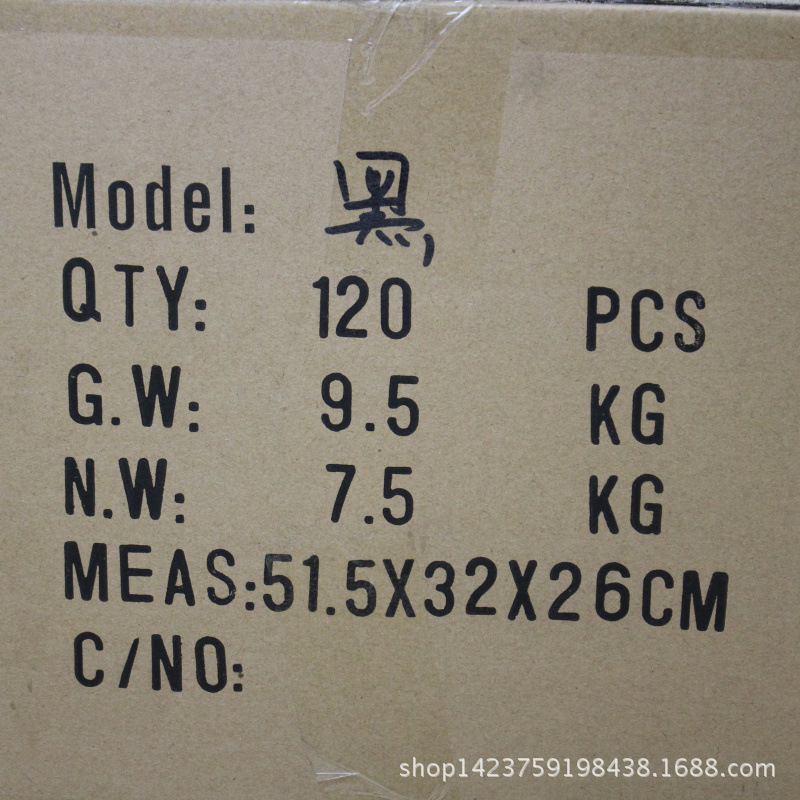 Model: 黑,
QTY: 120 PCS
G.W: 9.5 KG
N.W: 7.5 KG
MEAS:51.5X32X26CM
C/NO:
shop1423759198438.1688.com